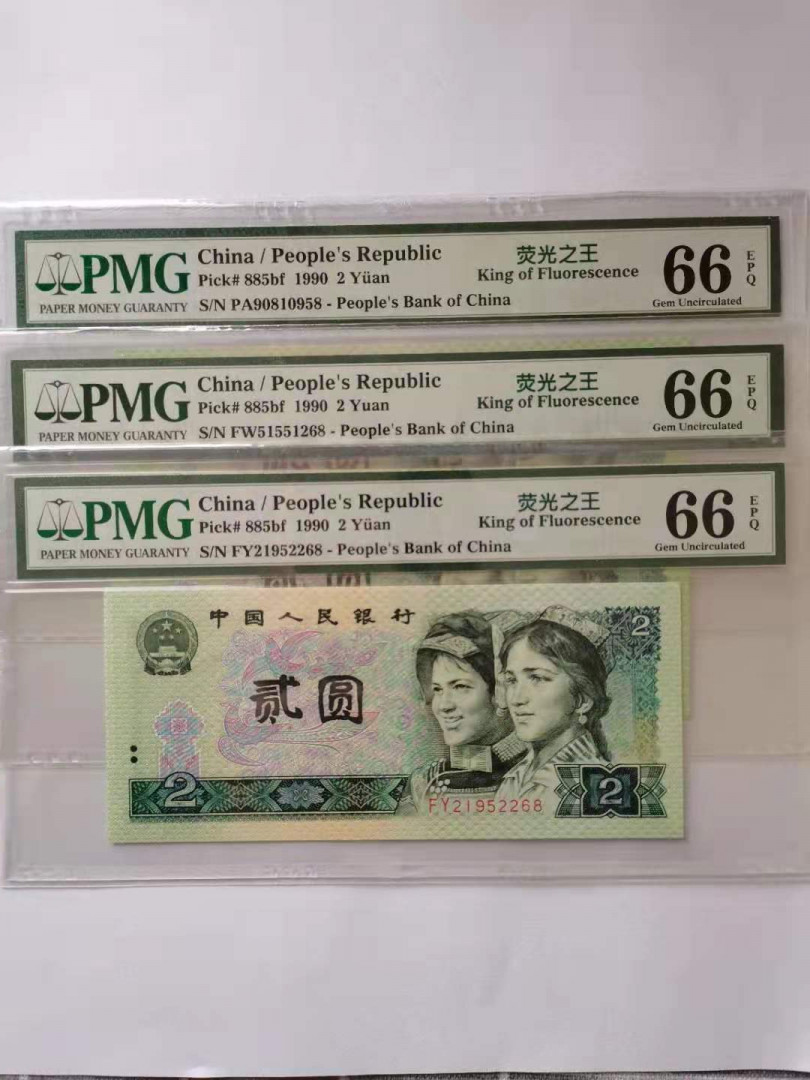 PMG
PAPER MONEY GUARANTY
China / People's Republic
Pick# 885bf 1990 2 Yüan
S/N PA90810958 - People's Bank of China
荧光之王
King of Fluorescence
66
EPQ
Gem Uncirculated
PMG
PAPER MONEY GUARANTY
China / People's Republic
Pick# 885bf 1990 2 Yuan
S/N FW51551268 - People's Bank of China
荧光之王
King of Fluorescence
66
EPQ
Gem Uncirculated
PMG
PAPER MONEY GUARANTY
China / People's Republic
Pick# 885bf 1990 2 Yüan
S/N FY21952268 - People's Bank of China
荧光之王
King of Fluorescence
66
EPQ
Gem Uncirculated
中国人民银行
2
贰圆
2
FY21952268
2